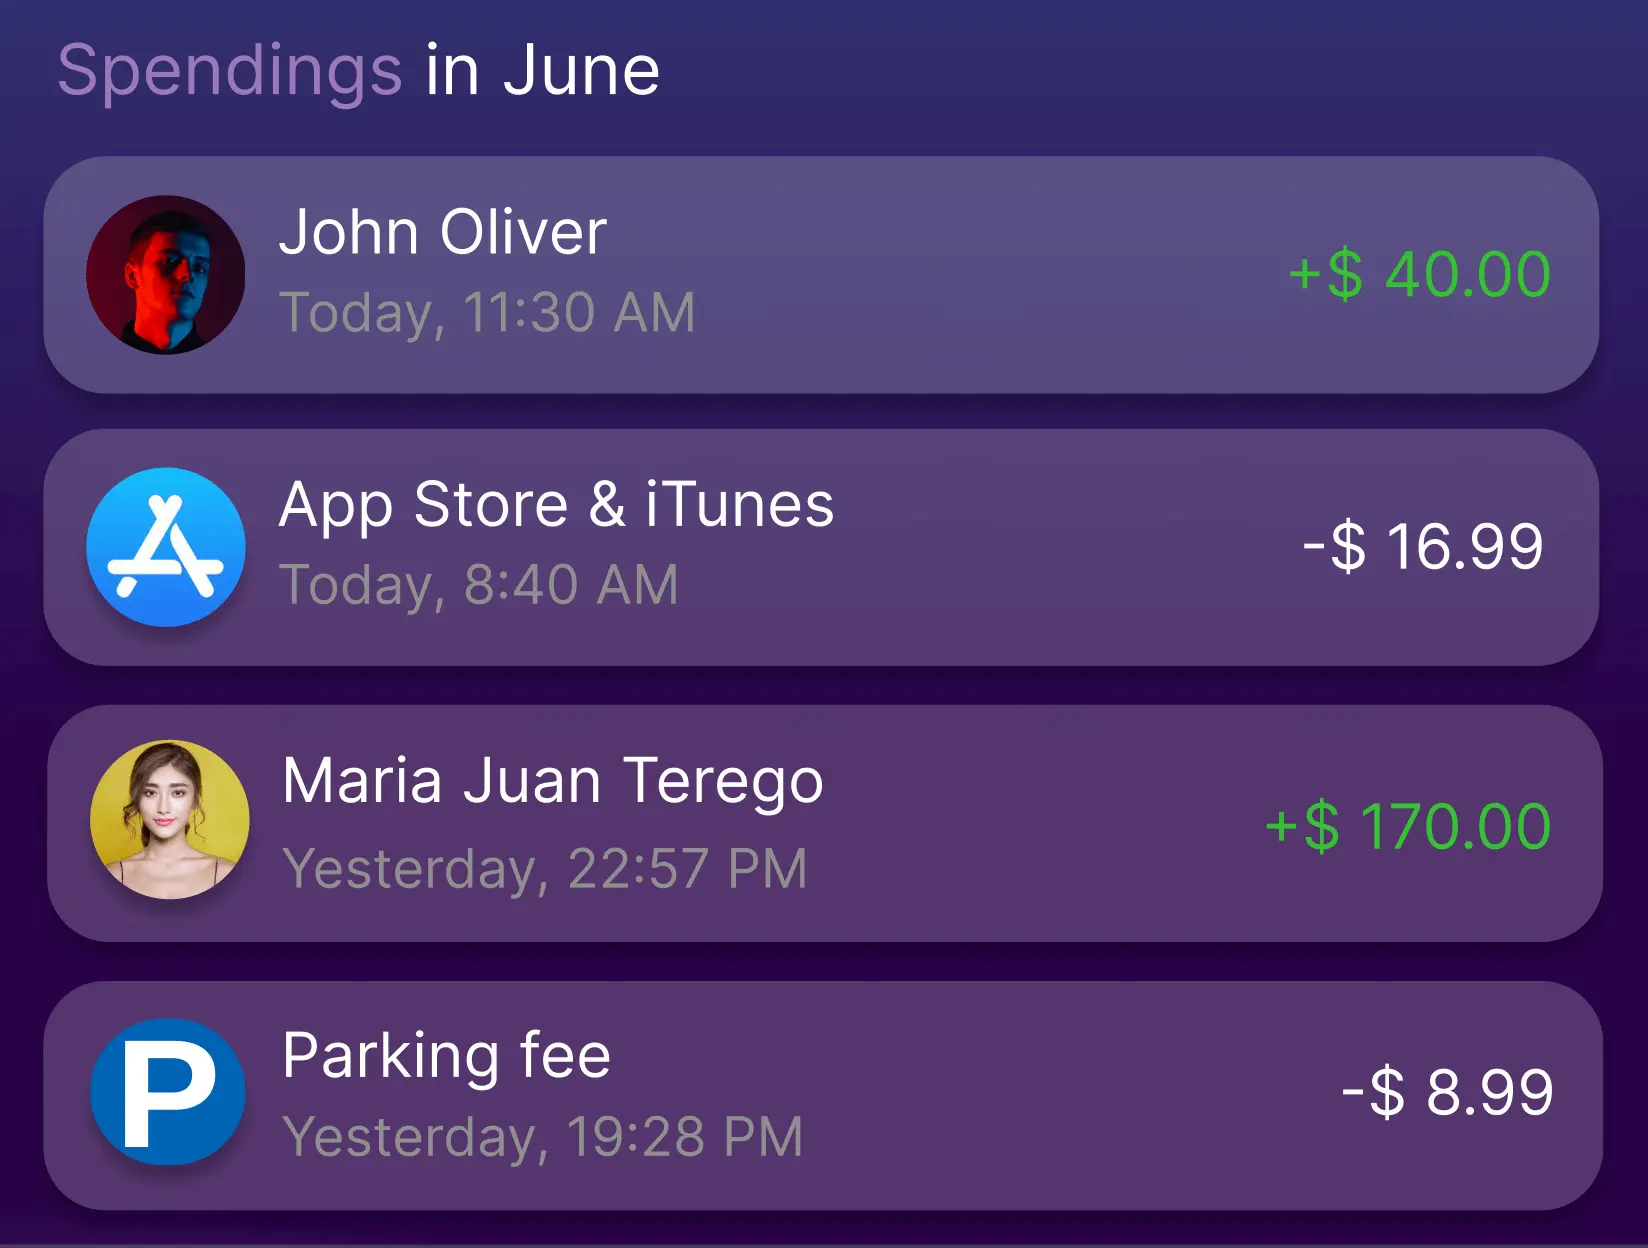 Spendings in June
John Oliver
Today, 11:30 AM
+$ 40.00
App Store & iTunes
Today, 8:40 AM
-$ 16.99
Maria Juan Terego
Yesterday, 22:57 PM
+$ 170.00
P
Parking fee
Yesterday, 19:28 PM
-$ 8.99